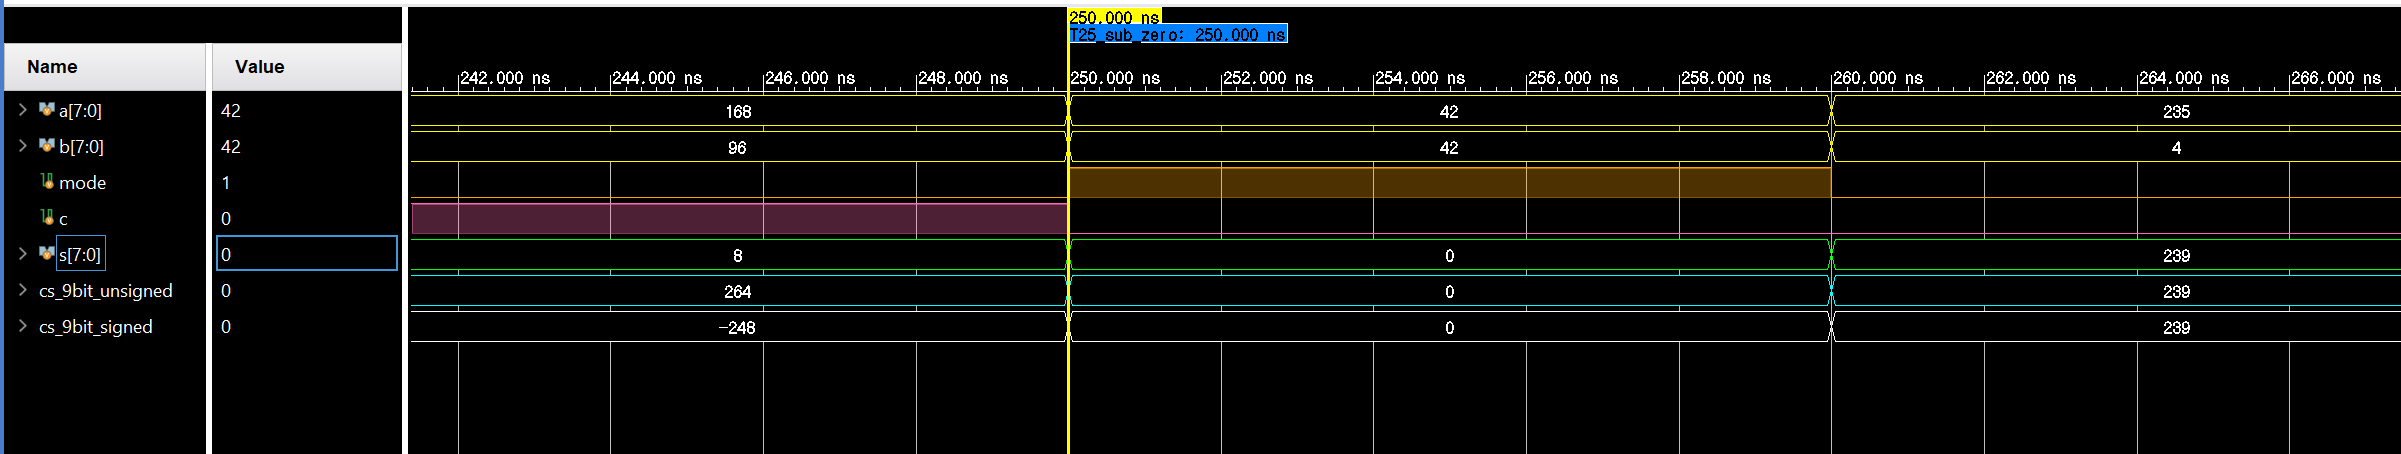 250.000 ns
T25_sub_zero: 250.000 ns
Name Value
242.000 ns 244.000 ns 246.000 ns 248.000 ns 250.000 ns 252.000 ns 254.000 ns 256.000 ns 258.000 ns 260.000 ns 262.000 ns 264.000 ns 266.000 ns
a[7:0] 42 168 42 235
b[7:0] 42 96 42 4
mode 1
c 0
s[7:0] 0 8 0 239
cs_9bit_unsigned 0 264 0 239
cs_9bit_signed 0 -248 0 239